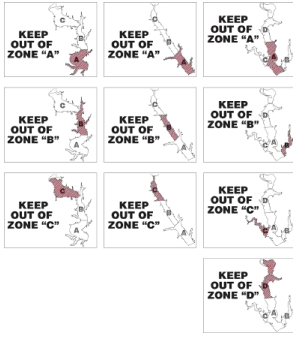 KEEP
OUT OF
ZONE “A”
C
B
A
KEEP
OUT OF
ZONE “A”
C
B
A
KEEP
OUT OF
ZONE “A”
D
A
C
B
KEEP
OUT OF
ZONE “B”
C
B
A
KEEP
OUT OF
ZONE “B”
C
B
A
KEEP
OUT OF
ZONE “B”
D
A
C
B
KEEP
OUT OF
ZONE “C”
C
B
A
KEEP
OUT OF
ZONE “C”
C
B
A
KEEP
OUT OF
ZONE “C”
D
A
C
B
KEEP
OUT OF
ZONE “D”
D
A
C
B